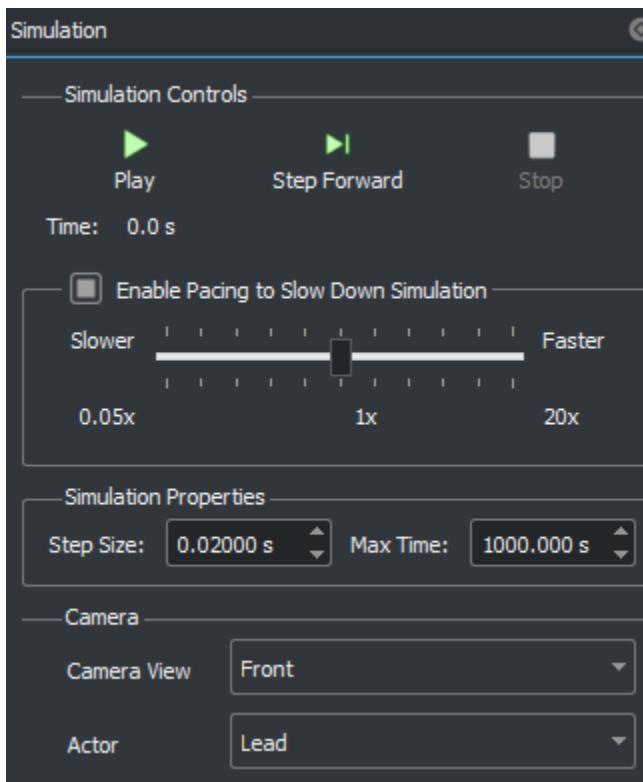 Simulation
Simulation Controls
Play Step Forward Stop
Time: 0.0 s
Enable Pacing to Slow Down Simulation
Slower Faster
0.05x 1x 20x
Simulation Properties
Step Size: 0.02000 s Max Time: 1000.000 s
Camera
Camera View Front
Actor Lead